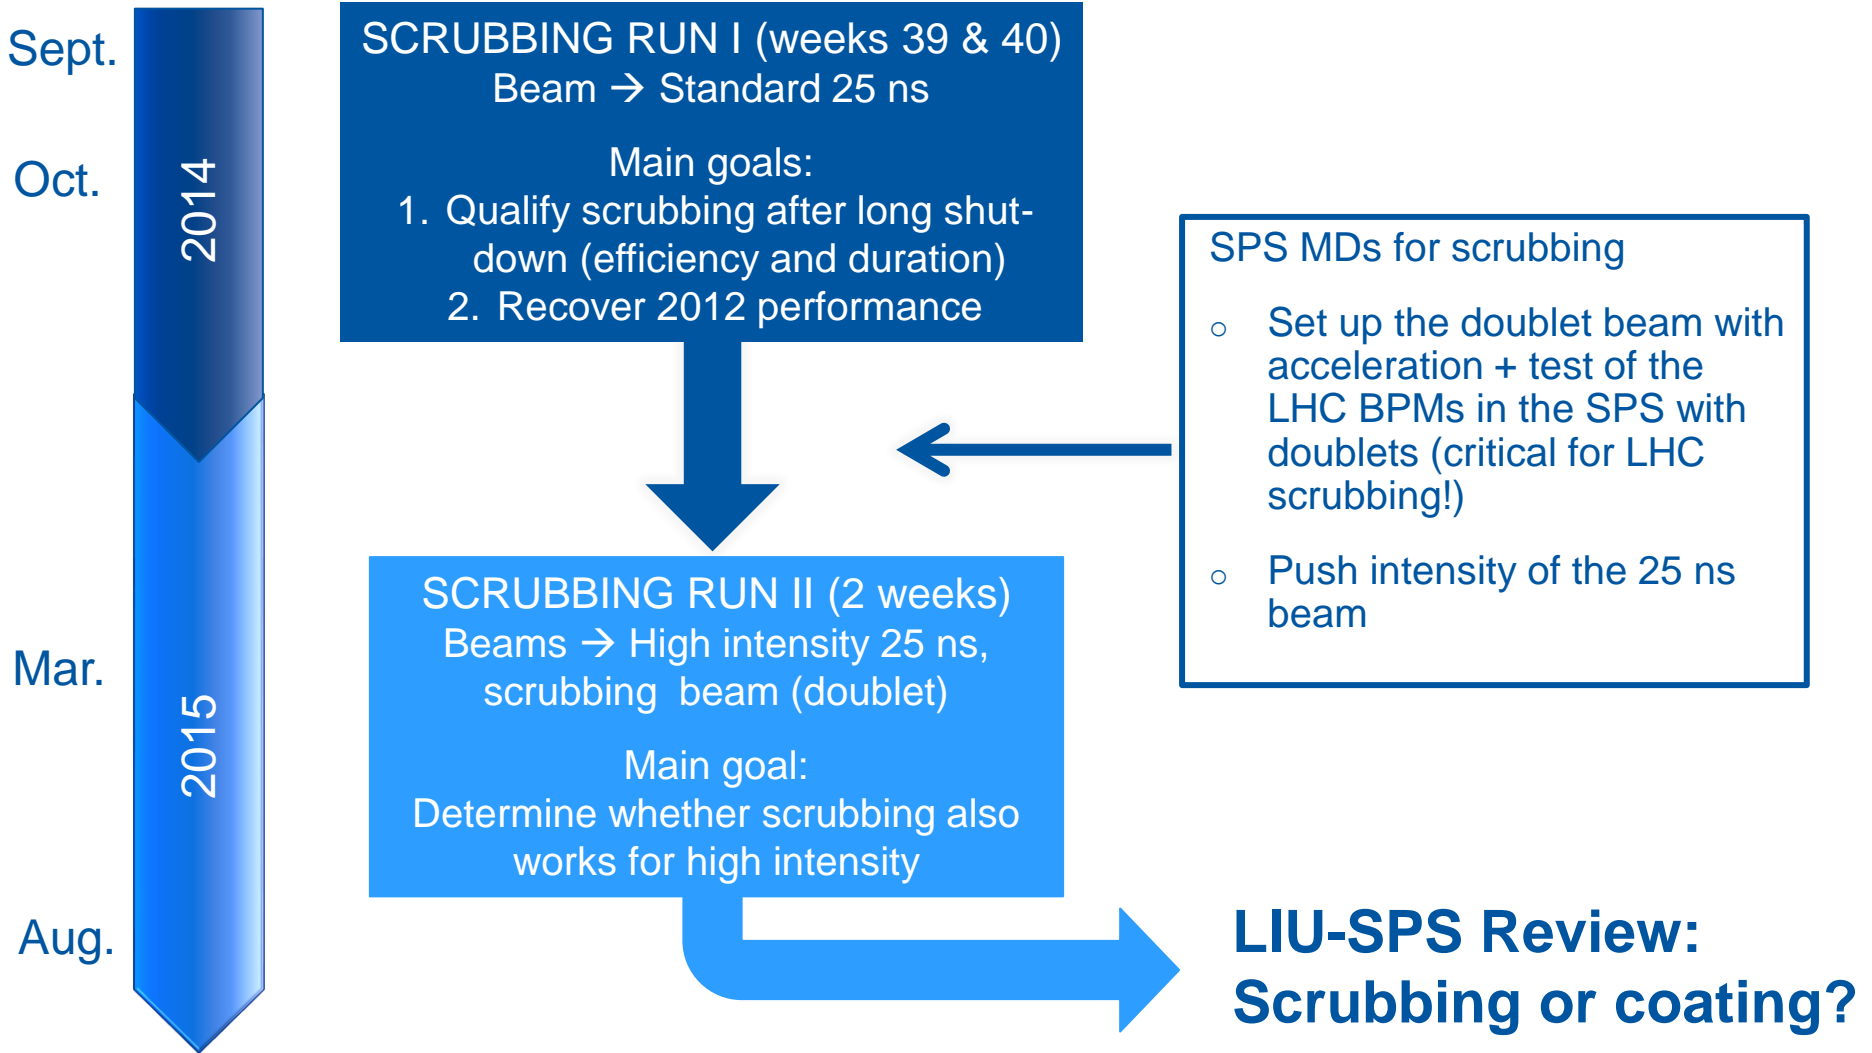 Sept.
Oct.
2014
Mar.
2015
Aug.
SCRUBBING RUN I (weeks 39 & 40)
Beam → Standard 25 ns
Main goals:
1. Qualify scrubbing after long shut-
down (efficiency and duration)
2. Recover 2012 performance
SPS MDs for scrubbing
o Set up the doublet beam with
acceleration + test of the
LHC BPMs in the SPS with
doublets (critical for LHC
scrubbing!)
o Push intensity of the 25 ns
beam
SCRUBBING RUN II (2 weeks)
Beams → High intensity 25 ns,
scrubbing beam (doublet)
Main goal:
Determine whether scrubbing also
works for high intensity
LIU-SPS Review:
Scrubbing or coating?